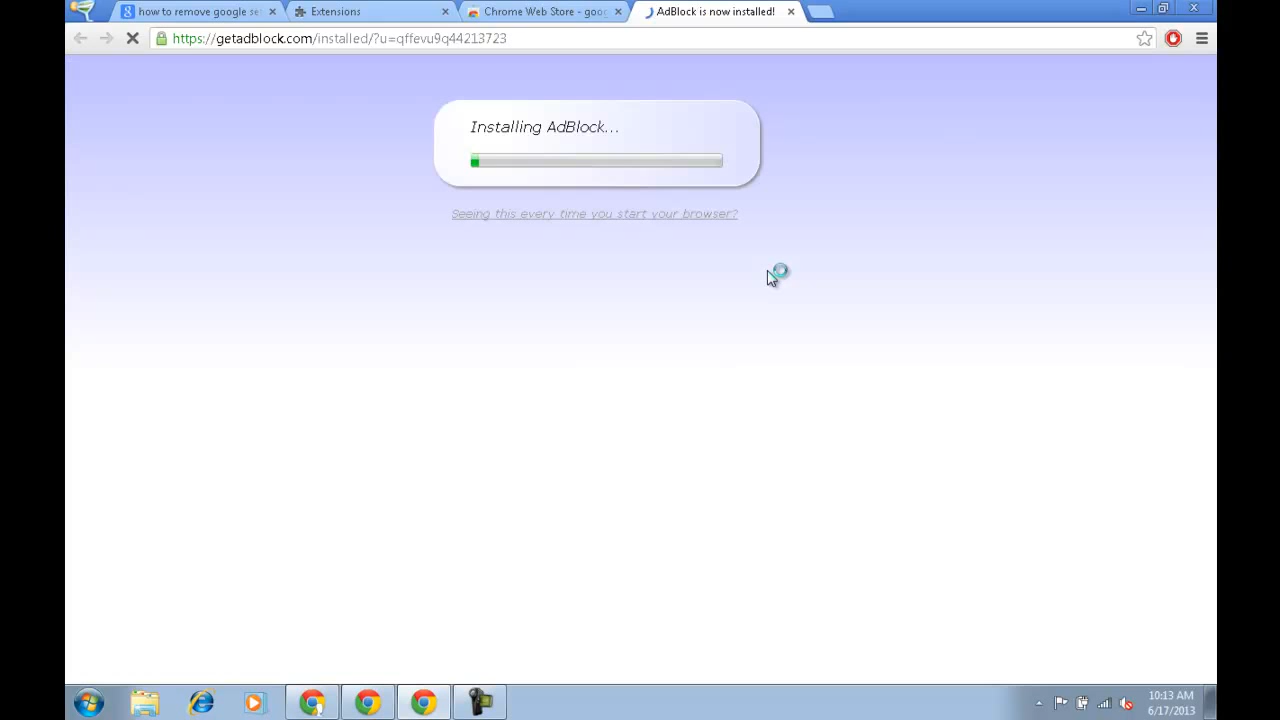 how to remove google se
Extensions
Chrome Web Store - goog
AdBlock is now installed!
https://getadblock.com/installed/?u=qffevu9q44213723
Installing AdBlock...
Seeing this every time you start your browser?
10:13 AM
6/17/2013